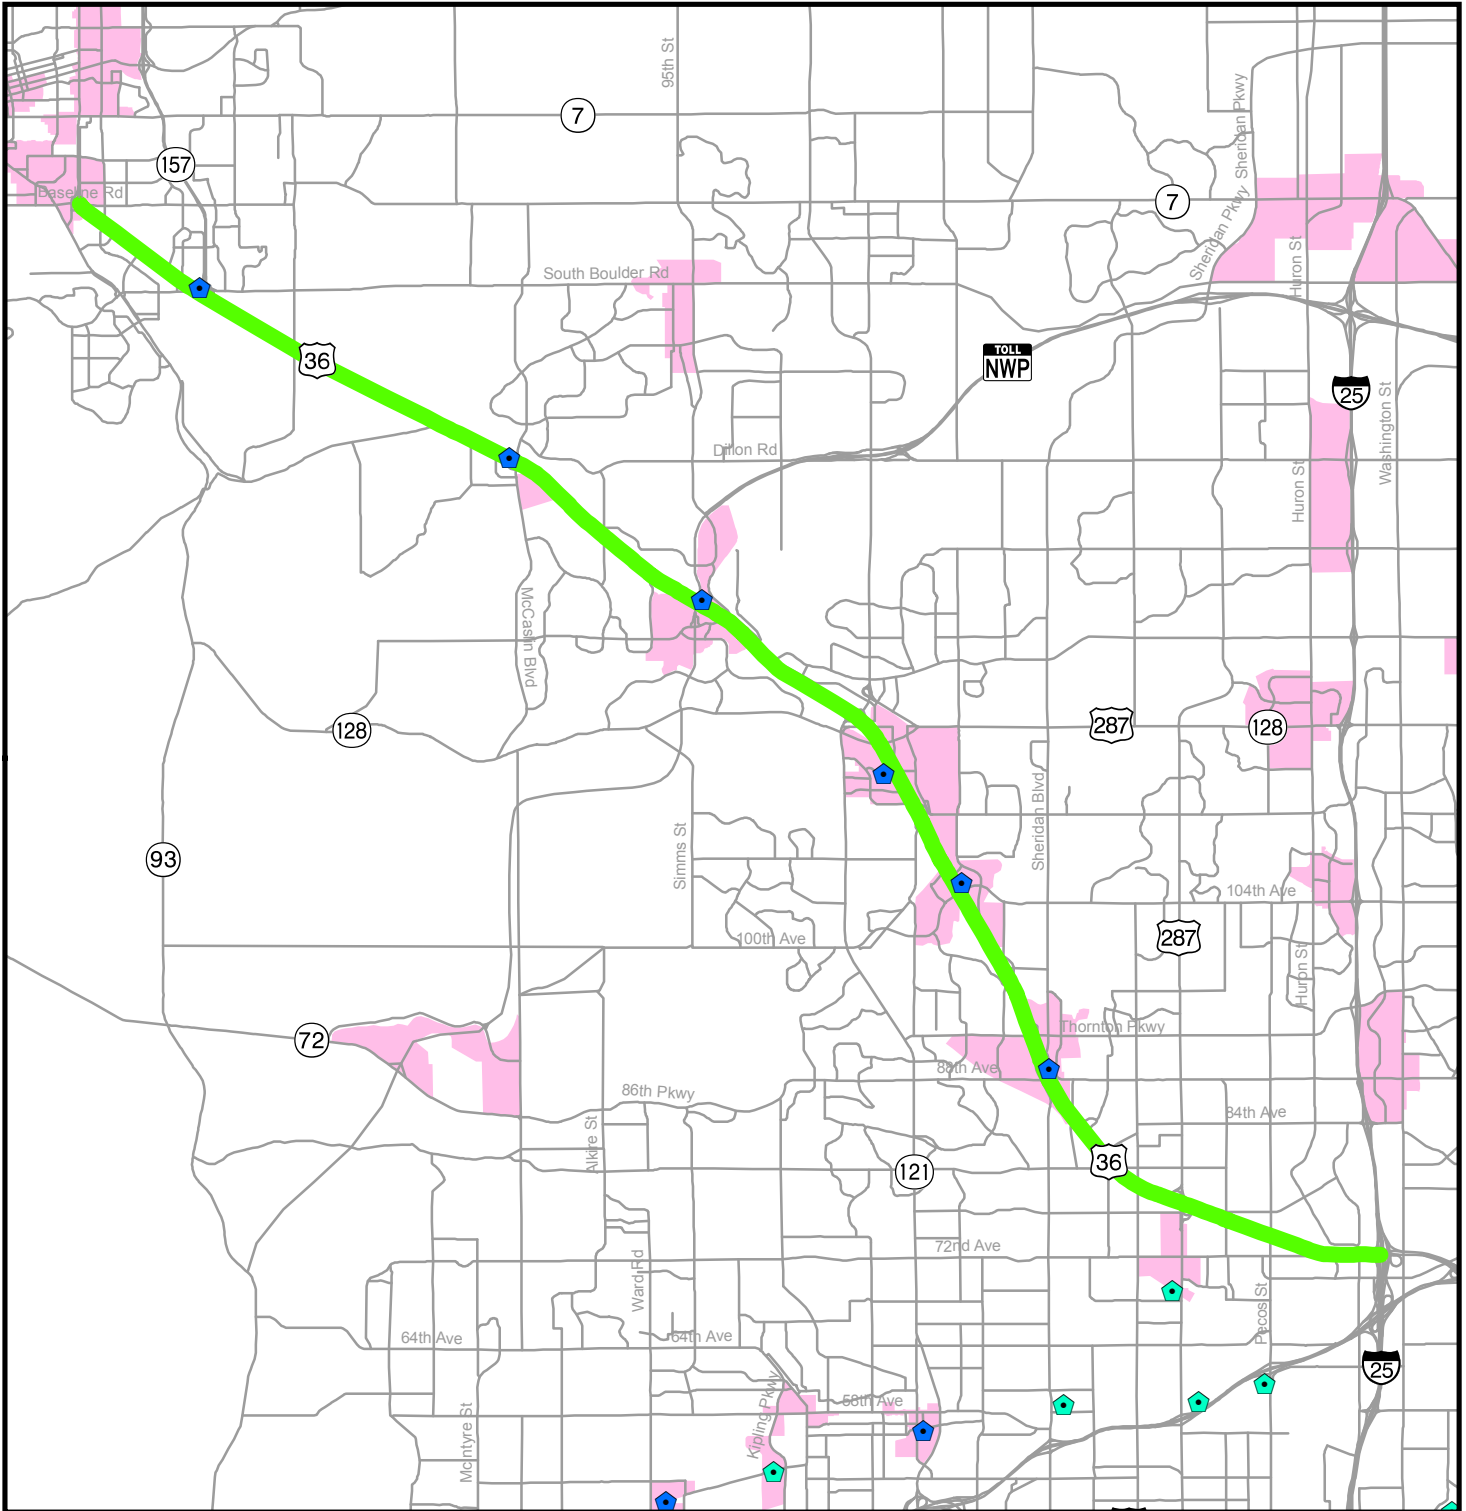 95th St
7
Sheridan Pkwy
157
Baseline Rd
7
Sheridan Pkwy
Huron St
South Boulder Rd
36
TOLL
NWP
25
Washington St
Dillon Rd
Huron St
McCaslin Blvd
128
287
128
Sheridan Blvd
Simms St
93
104th Ave
100th Ave
287
Huron St
72
Thornton Pkwy
88th Ave
86th Pkwy
84th Ave
Alkire St
121
36
72nd Ave
Ward Rd
Pecos St
64th Ave
64th Ave
25
Kipling Pkwy
58th Ave
McIntyre St